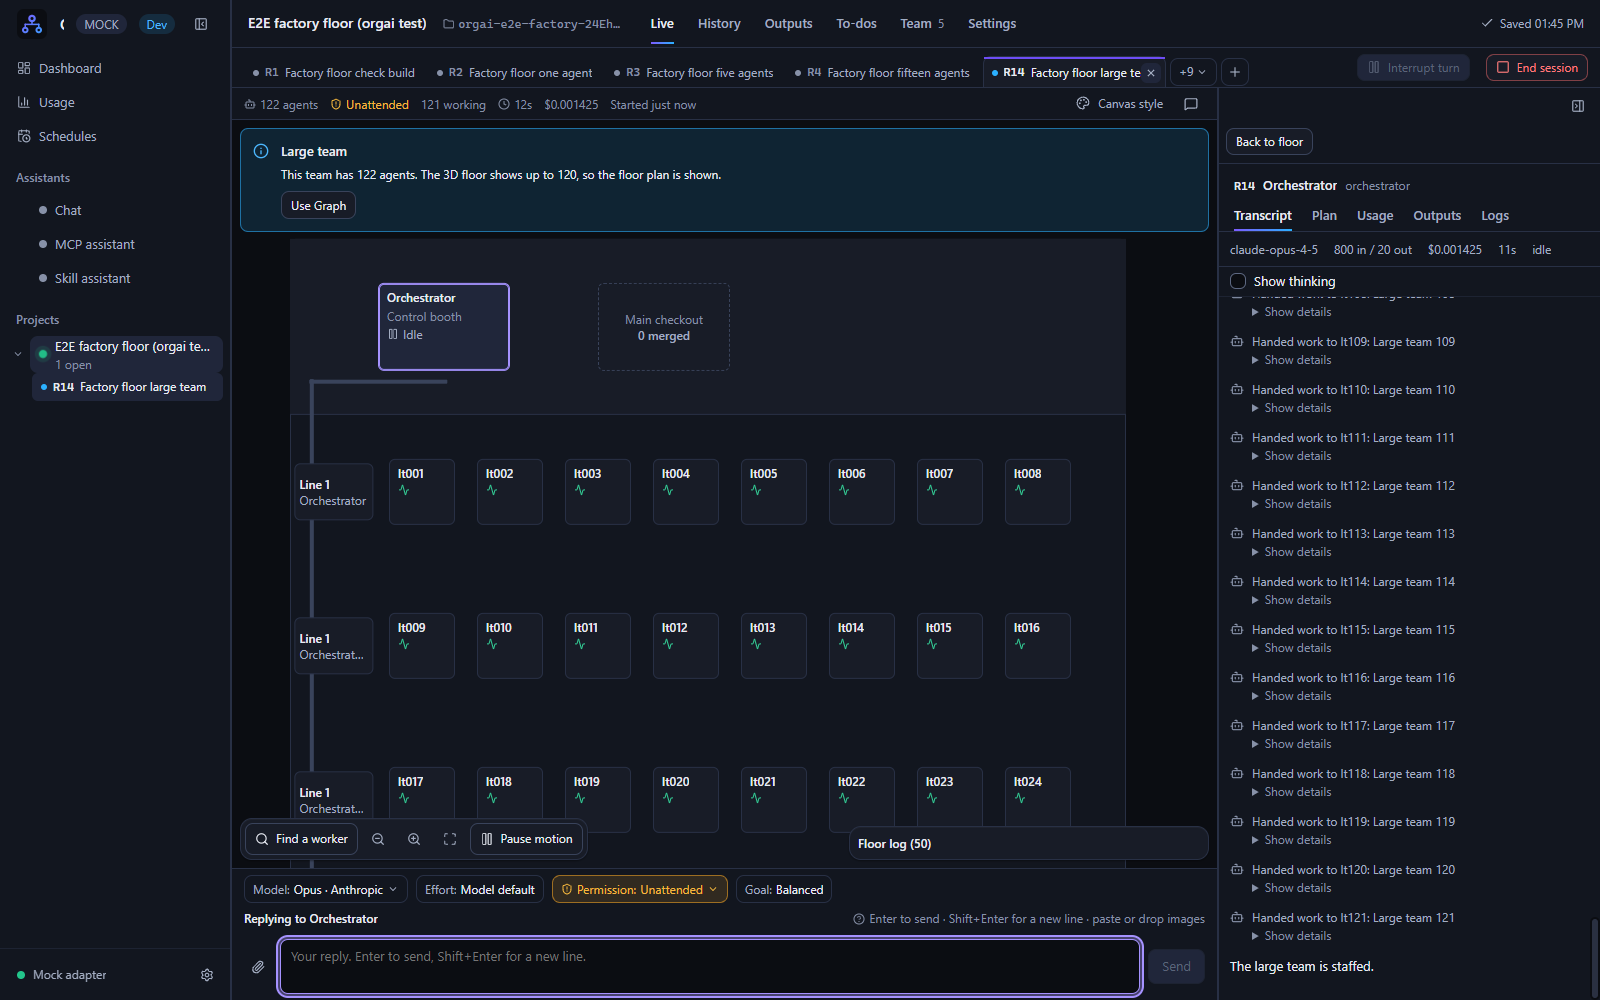 MOCK
Dev
Dashboard
Usage
Schedules
Assistants
Chat
MCP assistant
Skill assistant
Projects
E2E factory floor (orgai te...
1 open
R14 Factory floor large team
Mock adapter
E2E factory floor (orgai test)
orgai-e2e-factory-24Eh...
Live
History
Outputs
To-dos
Team 5
Settings
Saved 01:45 PM
R1 Factory floor check build
R2 Factory floor one agent
R3 Factory floor five agents
R4 Factory floor fifteen agents
R14 Factory floor large te
+9
Interrupt turn
End session
122 agents
Unattended
121 working
12s
$0.001425
Started just now
Canvas style
Large team
This team has 122 agents. The 3D floor shows up to 120, so the floor plan is shown.
Use Graph
Orchestrator
Control booth
Idle
Main checkout
0 merged
Line 1
Orchestrator
lt001
lt002
lt003
lt004
lt005
lt006
lt007
lt008
Line 1
Orchestrat...
lt009
lt010
lt011
lt012
lt013
lt014
lt015
lt016
Line 1
Orchestrat...
lt017
lt018
lt019
lt020
lt021
lt022
lt023
lt024
Find a worker
Pause motion
Floor log (50)
Model: Opus · Anthropic
Effort: Model default
Permission: Unattended
Goal: Balanced
Replying to Orchestrator
Enter to send · Shift+Enter for a new line · paste or drop images
Your reply. Enter to send, Shift+Enter for a new line.
Send
Back to floor
R14 Orchestrator orchestrator
Transcript
Plan
Usage
Outputs
Logs
claude-opus-4-5
800 in / 20 out
$0.001425
11s
idle
Show thinking
Show details
Handed work to lt109: Large team 109
Show details
Handed work to lt110: Large team 110
Show details
Handed work to lt111: Large team 111
Show details
Handed work to lt112: Large team 112
Show details
Handed work to lt113: Large team 113
Show details
Handed work to lt114: Large team 114
Show details
Handed work to lt115: Large team 115
Show details
Handed work to lt116: Large team 116
Show details
Handed work to lt117: Large team 117
Show details
Handed work to lt118: Large team 118
Show details
Handed work to lt119: Large team 119
Show details
Handed work to lt120: Large team 120
Show details
Handed work to lt121: Large team 121
Show details
The large team is staffed.